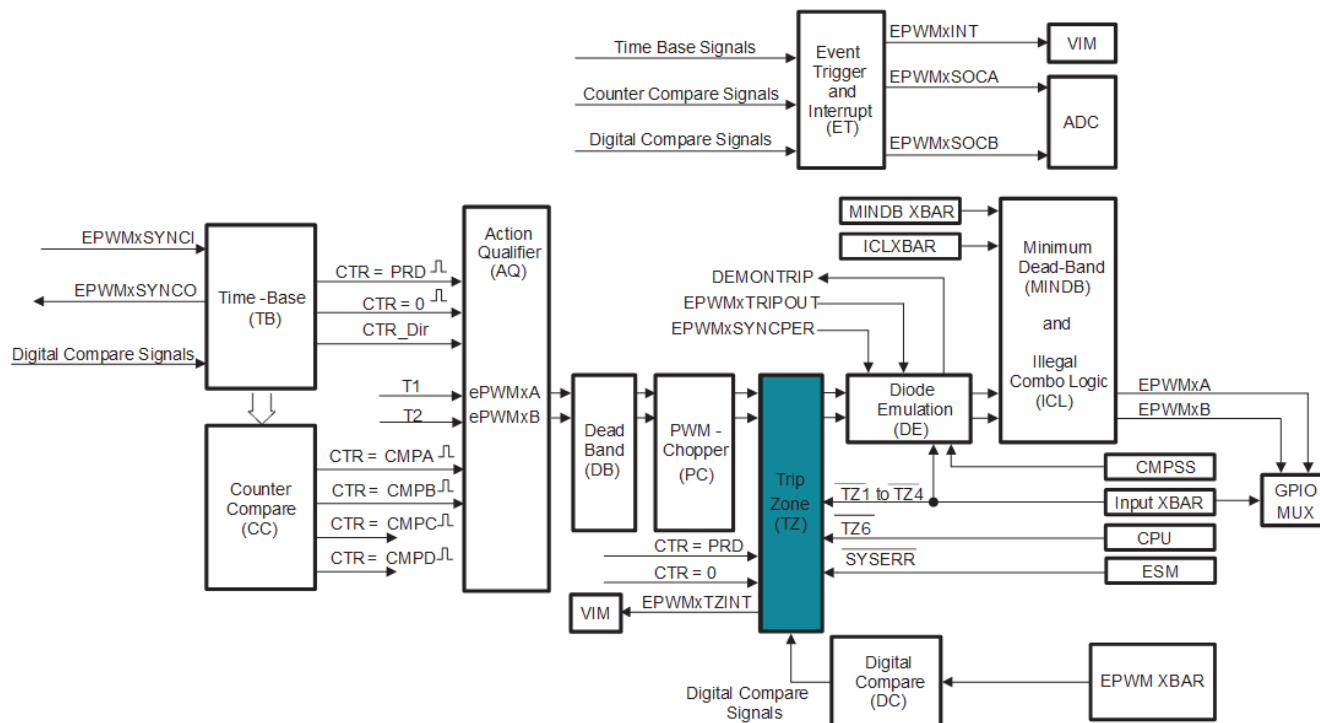 Time Base Signals
Counter Compare Signals
Digital Compare Signals
Event
Trigger
and
Interrupt
(ET)
EPWMxINT
EPWMxSOCA
EPWMxSOCB
VIM
ADC
EPWMxSYNCI
EPWMxSYNCO
Digital Compare Signals
Time -Base
(TB)
CTR = PRD
CTR = 0
CTR_Dir
T1
T2
Counter
Compare
(CC)
CTR = CMPA
CTR = CMPB
CTR = CMPC
CTR = CMPD
Action
Qualifier
(AQ)
ePWMxA
ePWMxB
Dead
Band
(DB)
PWM -
Chopper
(PC)
Trip
Zone
(TZ)
CTR = PRD
CTR = 0
EPWMxTZINT
VIM
DEMONTRIP
EPWMxTRIPOUT
EPWMxSYNCPER
Diode
Emulation
(DE)
MINDB XBAR
ICLXBAR
Minimum
Dead-Band
(MINDB)
and
Illegal
Combo Logic
(ICL)
EPWMxA
EPWMxB
TZ1 to TZ4
TZ6
SYSERR
CMPSS
Input XBAR
CPU
ESM
GPIO
MUX
Digital Compare
Signals
Digital
Compare
(DC)
EPWM XBAR